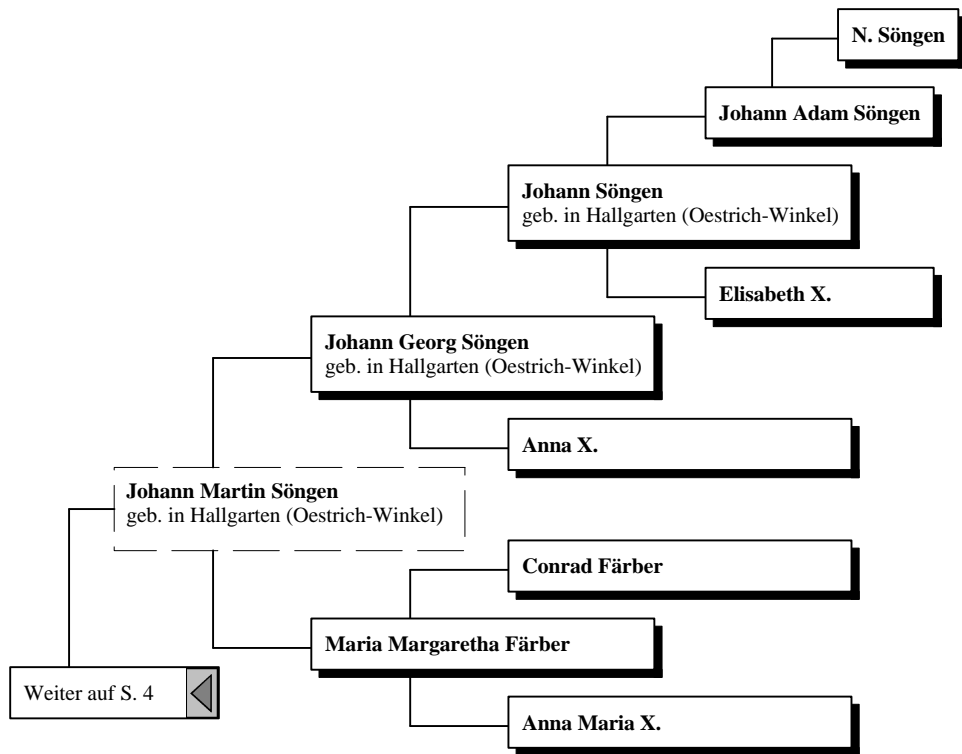 N. Söngen
Johann Adam Söngen
Johann Söngen
geb. in Hallgarten (Oestrich-Winkel)
Elisabeth X.
Johann Georg Söngen
geb. in Hallgarten (Oestrich-Winkel)
Anna X.
Johann Martin Söngen
geb. in Hallgarten (Oestrich-Winkel)
Conrad Färber
Maria Margaretha Färber
Weiter auf S. 4
Anna Maria X.